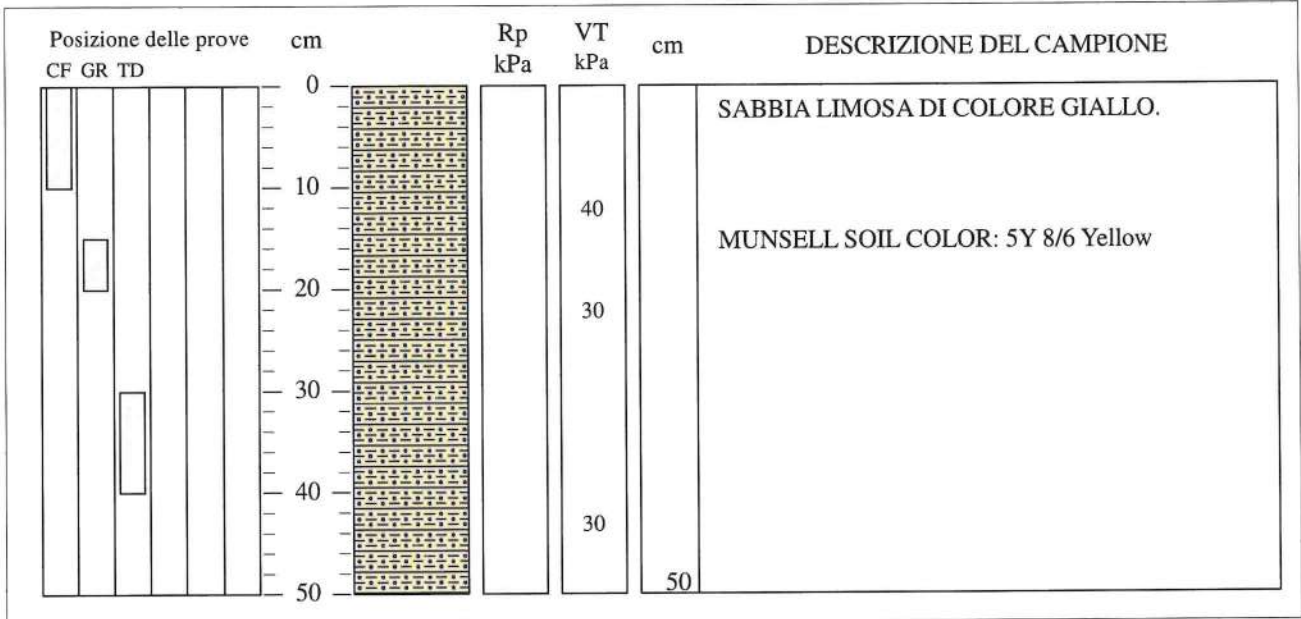 Posizione delle prove cm Rp VT cm DESCRIZIONE DEL CAMPIONE
kPa kPa
CF GR TD
0
SABBIA LIMOSA DI COLORE GIALLO.
10
40
MUNSELL SOIL COLOR: 5Y 8/6 Yellow
20
30
30
40
30
50
50